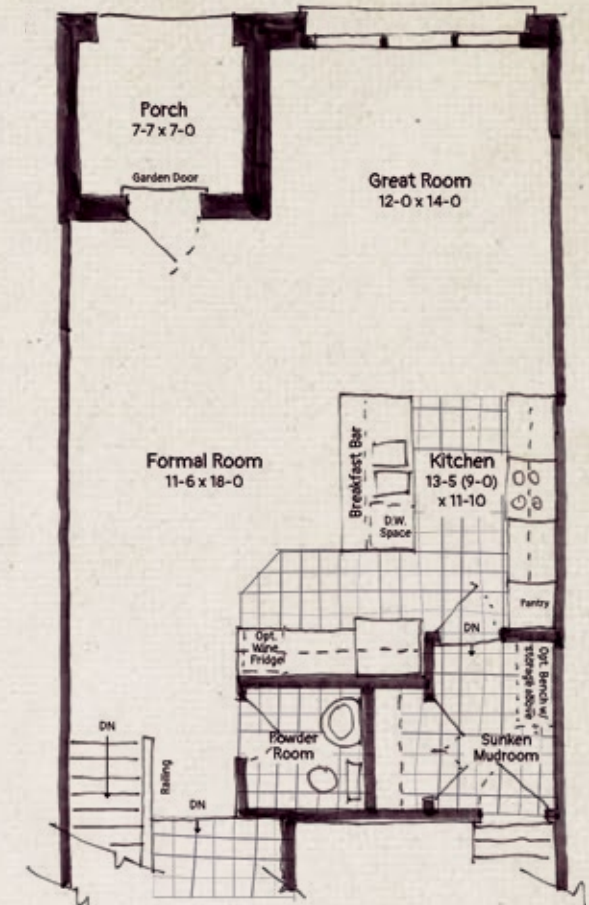 Porch
7-7 x 7-0
Garden Door
Great Room
12-0 x 14-0
Formal Room
11-6 x 18-0
Breakfast Bar
Kitchen
13-5 (9-0)
x 11-10
D.W.
Space
Pantry
Opt.
Wine
Fridge
DN
Opt. Bench w/
storage above
Powder
Room
Sunken
Mudroom
DN
Railing
DN